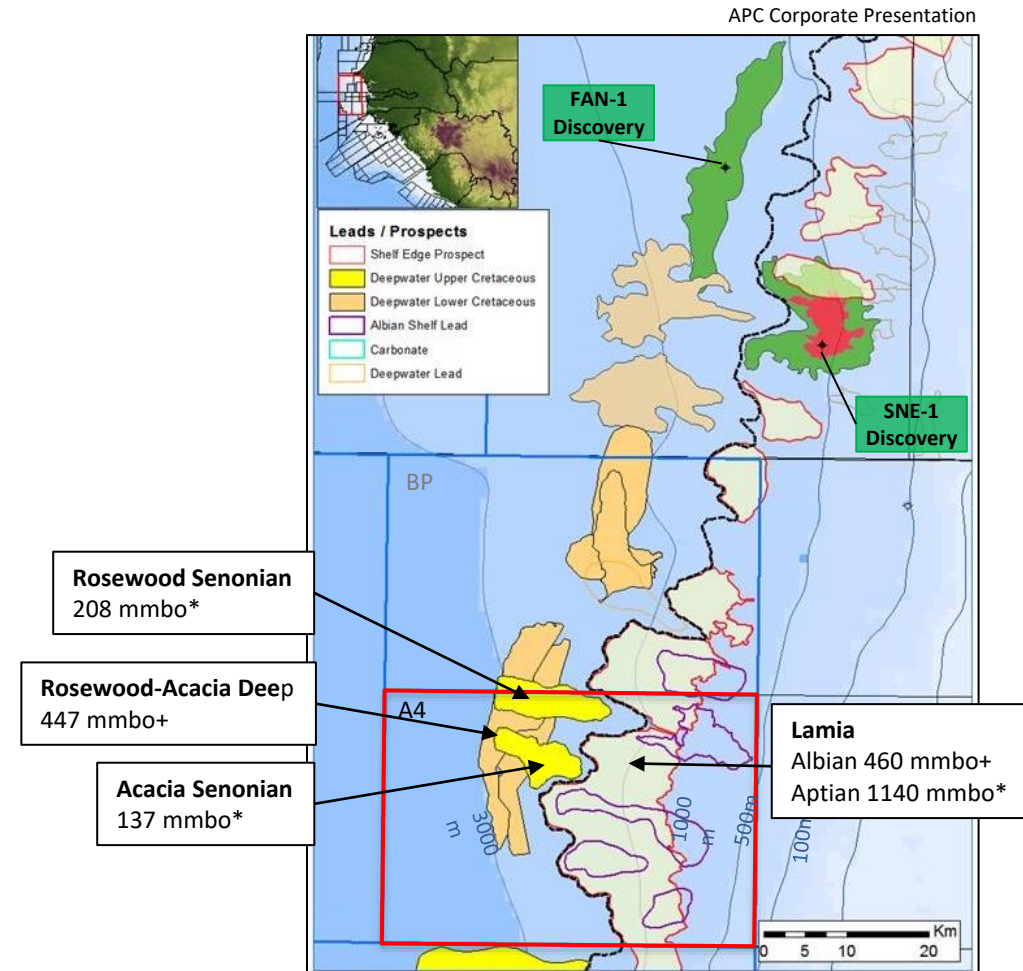 APC Corporate Presentation
FAN-1
Discovery
Leads / Prospects
Shelf Edge Prospect
Deepwater Upper Cretaceous
Deepwater Lower Cretaceous
Albian Shelf Lead
Carbonate
Deepwater Lead
SNE-1
Discovery
BP
Rosewood Senonian
208 mmbo*
Rosewood-Acacia Deep
447 mmbo+
A4
Lamia
Albian 460 mmbo+
Aptian 1140 mmbo*
Acacia Senonian
137 mmbo*
3000
m
1000
m
500m
100m
Km
0 5 10 20